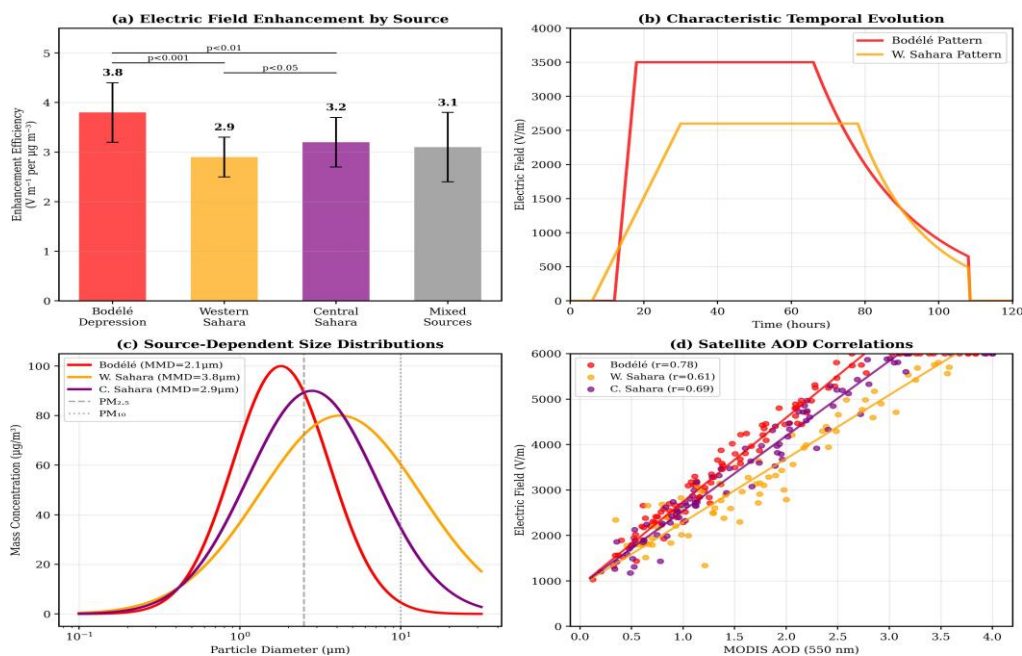 (a) Electric Field Enhancement by Source
Enhancement Efficiency
(V m⁻¹ per μg m⁻³)
5
4
3
2
1
0
p<0.01
p<0.001
p<0.05
3.8
2.9
3.2
3.1
Bodélé
Depression
Western
Sahara
Central
Sahara
Mixed
Sources
(b) Characteristic Temporal Evolution
Electric Field (V/m)
4000
3500
3000
2500
2000
1500
1000
500
0
Bodélé Pattern
W. Sahara Pattern
0 20 40 60 80 100 120
Time (hours)
(c) Source-Dependent Size Distributions
Mass Concentration (μg/m³)
100
80
60
40
20
0
Bodélé (MMD=2.1μm)
W. Sahara (MMD=3.8μm)
C. Sahara (MMD=2.9μm)
PM₂.₅
PM₁₀
10⁻¹ 10⁰ 10¹
Particle Diameter (μm)
(d) Satellite AOD Correlations
Electric Field (V/m)
6000
5000
4000
3000
2000
1000
0
Bodélé (r=0.78)
W. Sahara (r=0.61)
C. Sahara (r=0.69)
0.0 0.5 1.0 1.5 2.0 2.5 3.0 3.5 4.0
MODIS AOD (550 nm)